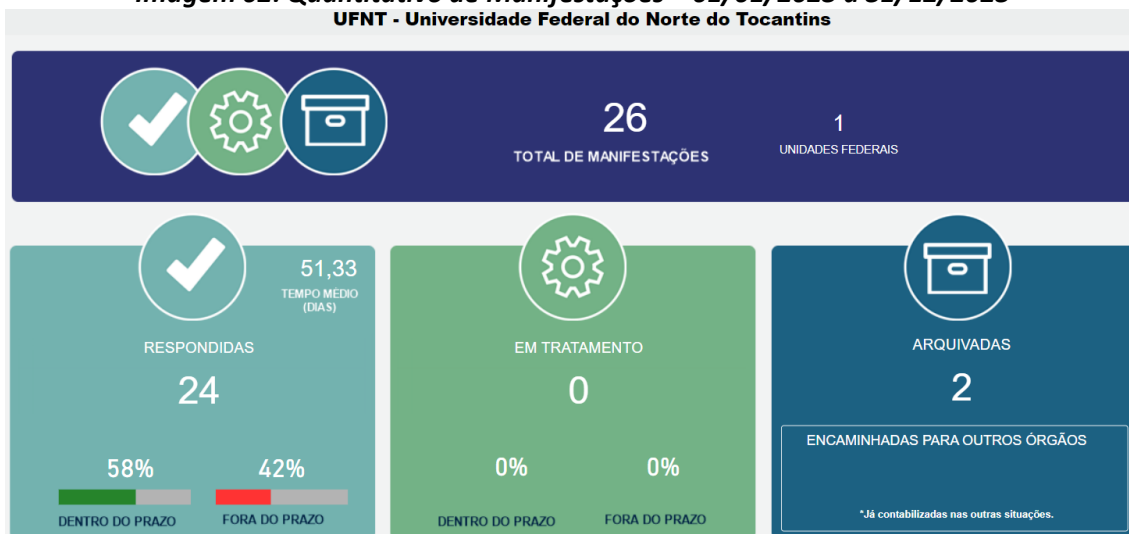 UFNT - Universidade Federal do Norte do Tocantins
26
TOTAL DE MANIFESTAÇÕES
1
UNIDADES FEDERAIS
51,33
TEMPO MÉDIO
(DIAS)
RESPONDIDAS
24
58%
42%
DENTRO DO PRAZO
FORA DO PRAZO
EM TRATAMENTO
0
0%
0%
DENTRO DO PRAZO
FORA DO PRAZO
ARQUIVADAS
2
ENCAMINHADAS PARA OUTROS ÓRGÃOS
*Já contabilizadas nas outras situações.